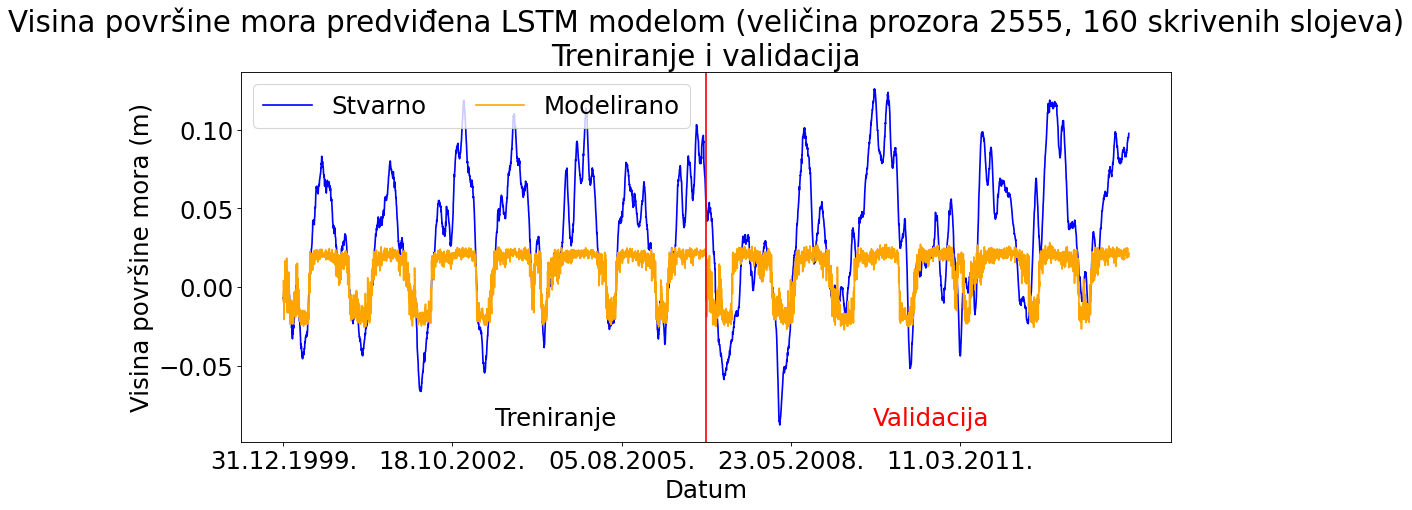 Visina površine mora predviđena LSTM modelom (veličina prozora 2555, 160 skrivenih slojeva)
Treniranje i validacija
Stvarno
Modelirano
Visina površine mora (m)
0.10
0.05
0.00
−0.05
Treniranje
Validacija
31.12.1999.
18.10.2002.
05.08.2005.
23.05.2008.
11.03.2011.
Datum